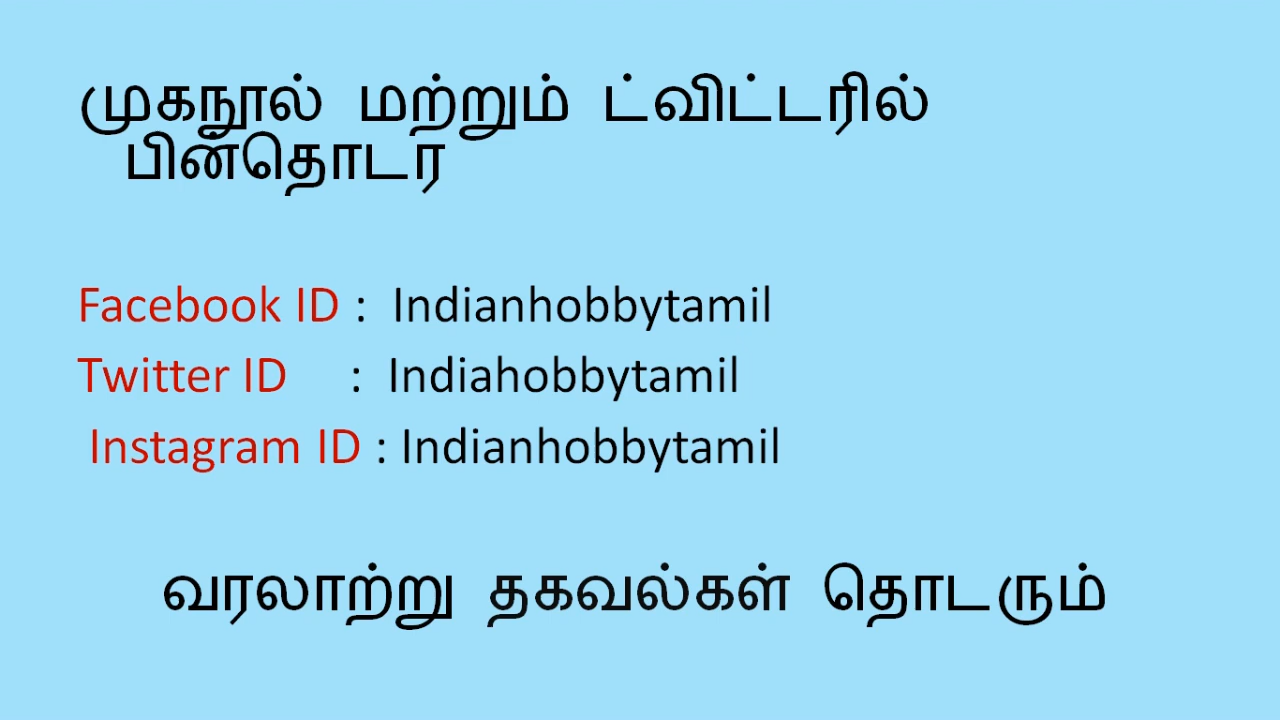 முகநூல் மற்றும் ட்விட்டரில்
பின்தொடர
Facebook ID : Indianhobbytamil
Twitter ID : Indiahobbytamil
Instagram ID : Indianhobbytamil
வரலாற்று தகவல்கள் தொடரும்